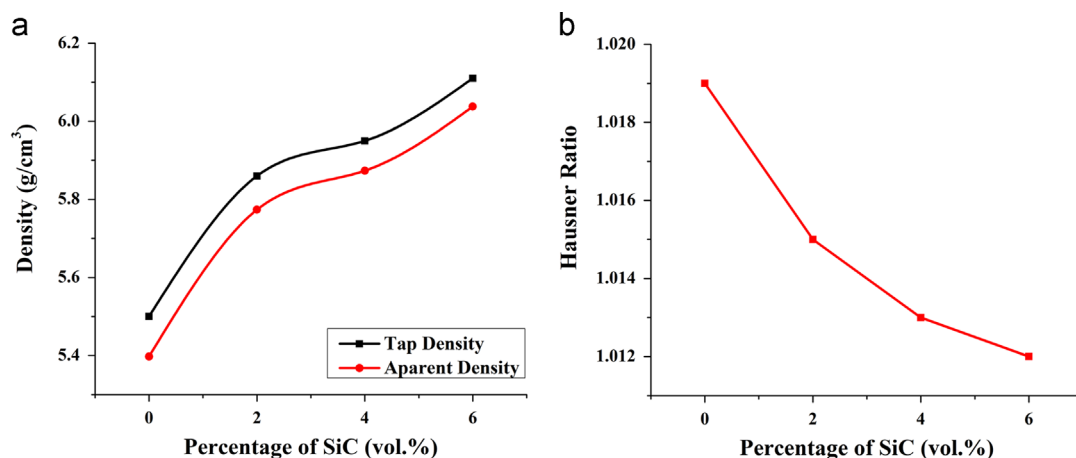 a
6.2
6.0
5.8
5.6
5.4
Density (g/cm³)
Tap Density
Aparent Density
0 2 4 6
Percentage of SiC (vol.%)
b
1.020
1.018
1.016
1.014
1.012
Hausner Ratio
0 2 4 6
Percentage of SiC (vol.%)